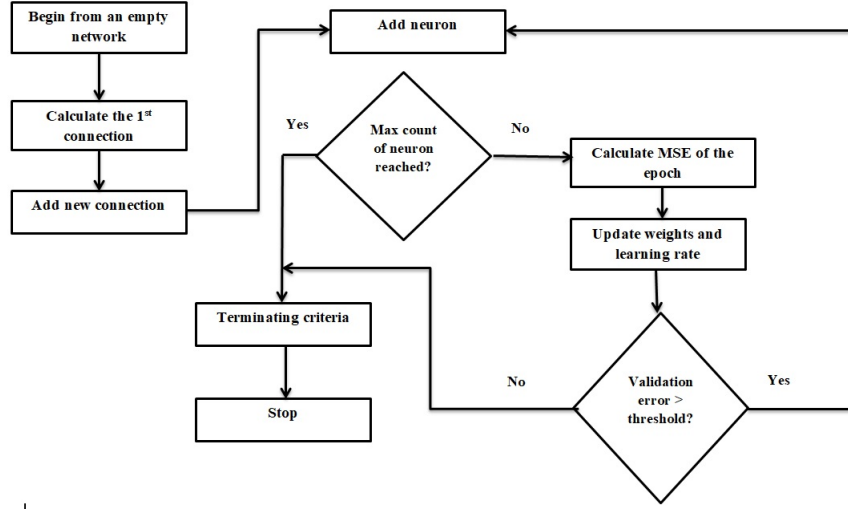 Begin from an empty
network
Calculate the 1st
connection
Add new connection
Add neuron
Yes
Max count
of neuron
reached?
No
Calculate MSE of the
epoch
Update weights and
learning rate
Terminating criteria
Stop
No
Validation
error >
threshold?
Yes